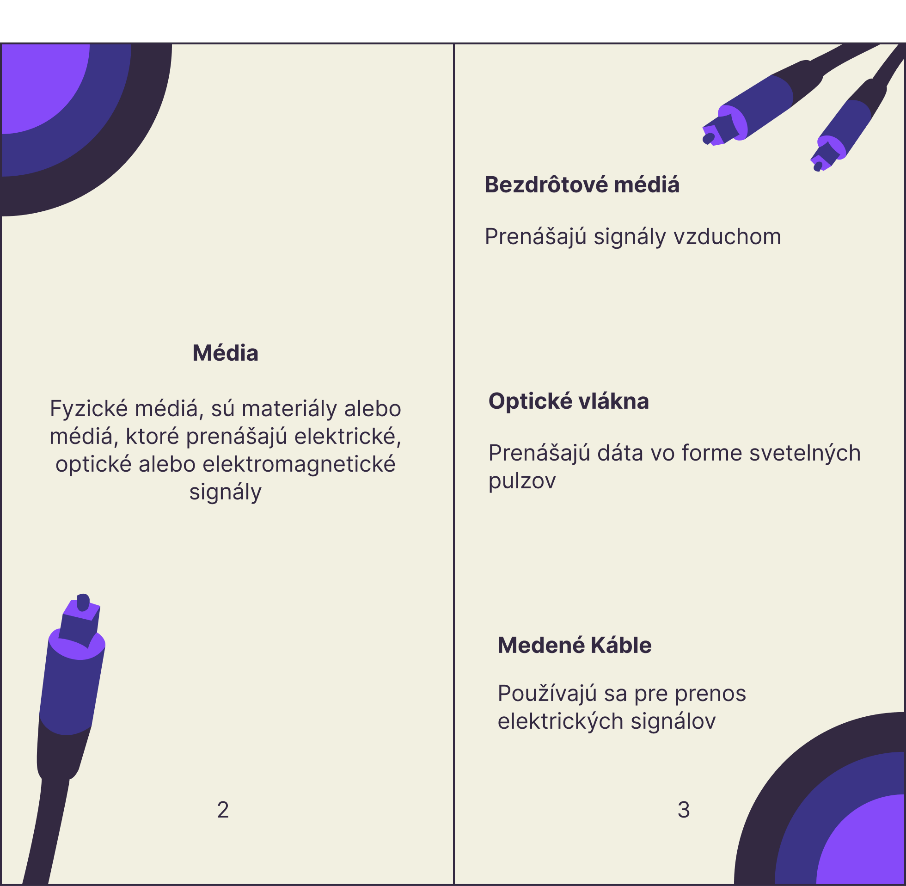 Média
Fyzické médiá, sú materiály alebo
médiá, ktoré prenášajú elektrické,
optické alebo elektromagnetické
signály
2
Bezdrôtové médiá
Prenášajú signály vzduchom
Optické vlákna
Prenášajú dáta vo forme svetelných
pulzov
Medené Káble
Používajú sa pre prenos
elektrických signálov
3